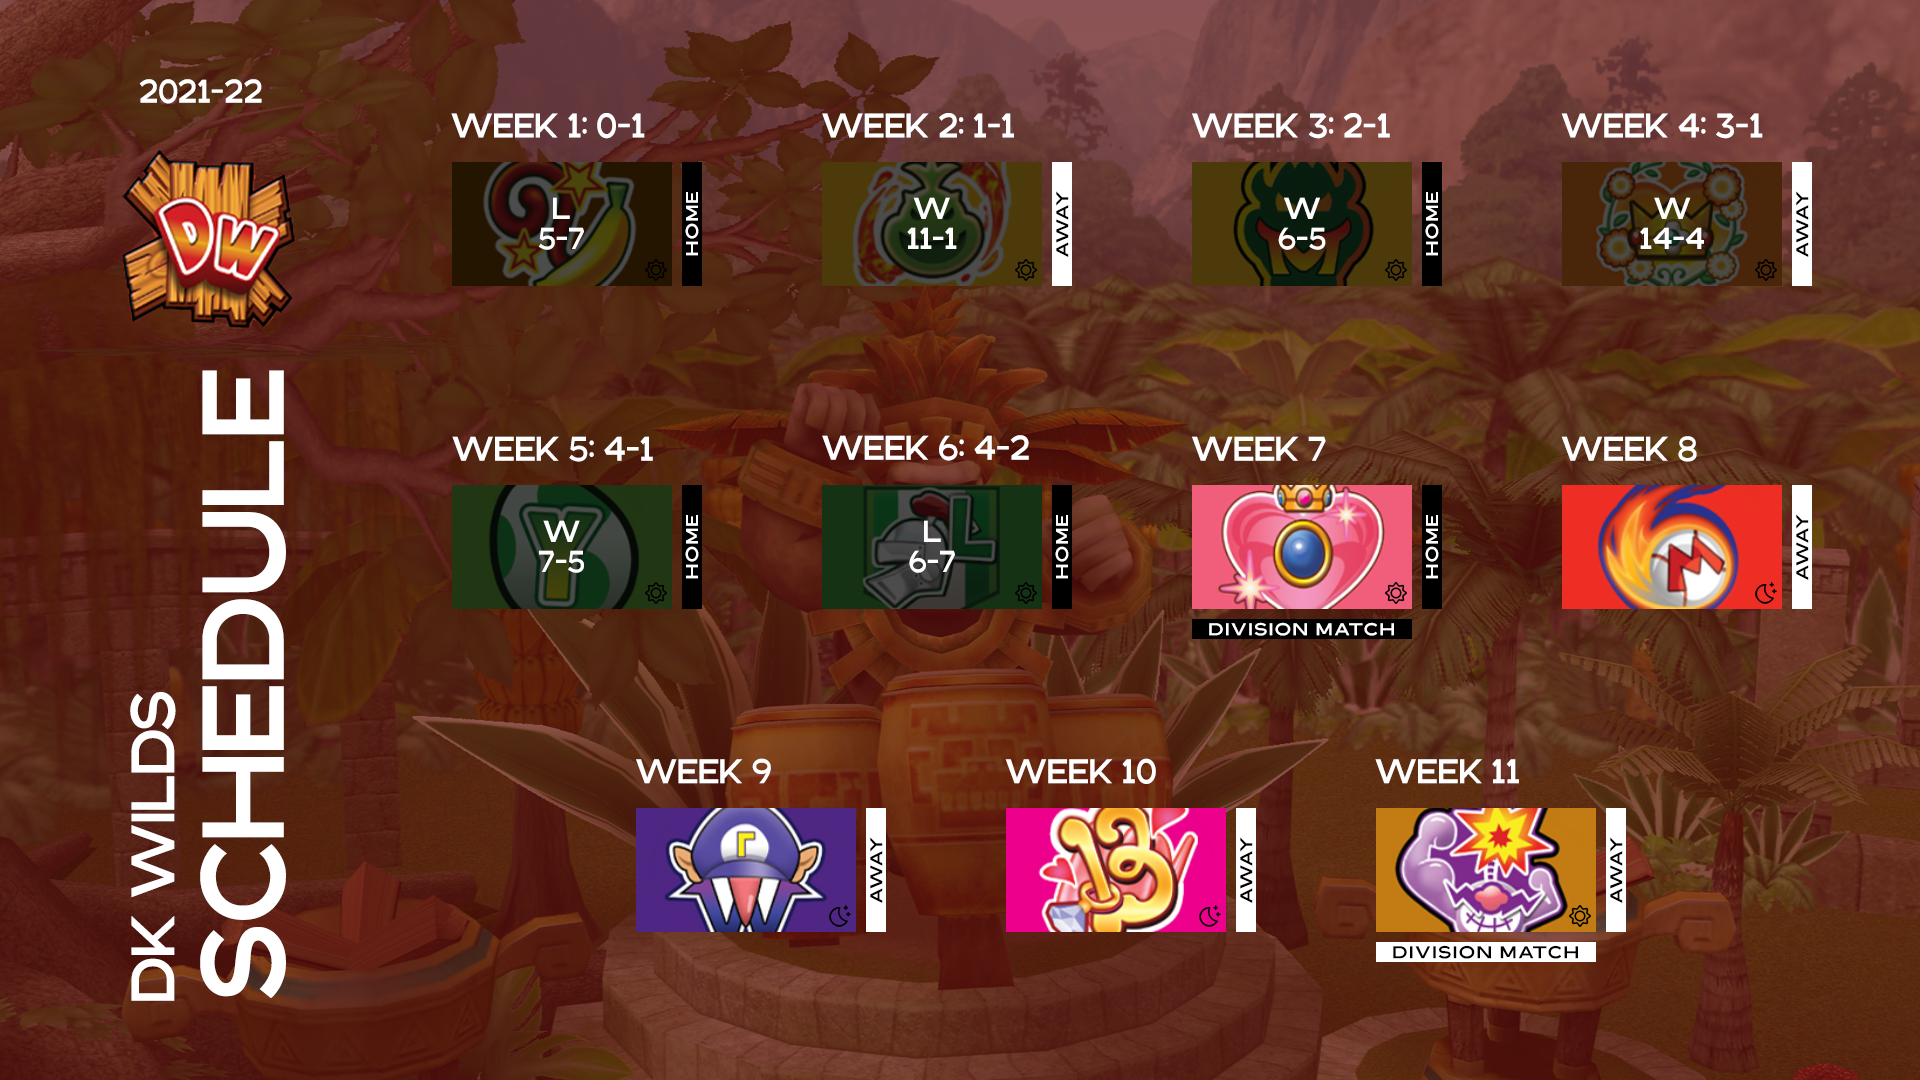 2021-22
DW
DK WILDS
SCHEDULE
WEEK 1: 0-1
L
5-7
HOME
WEEK 2: 1-1
W
11-1
AWAY
WEEK 3: 2-1
W
6-5
HOME
WEEK 4: 3-1
W
14-4
AWAY
WEEK 5: 4-1
Y
W
7-5
HOME
WEEK 6: 4-2
L
L
6-7
HOME
WEEK 7
HOME
DIVISION MATCH
WEEK 8
M
AWAY
WEEK 9
Γ
W
AWAY
WEEK 10
13
AWAY
WEEK 11
AWAY
DIVISION MATCH